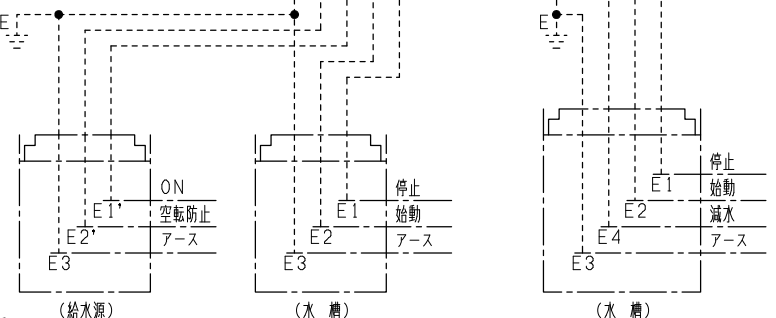 E
E
ON
E1'
空転防止
E2'
アース
E3
(給水源)
停止
E1
始動
E2
アース
E3
(水 槽)
停止
E1
始動
E2
減水
E4
アース
E3
(水 槽)